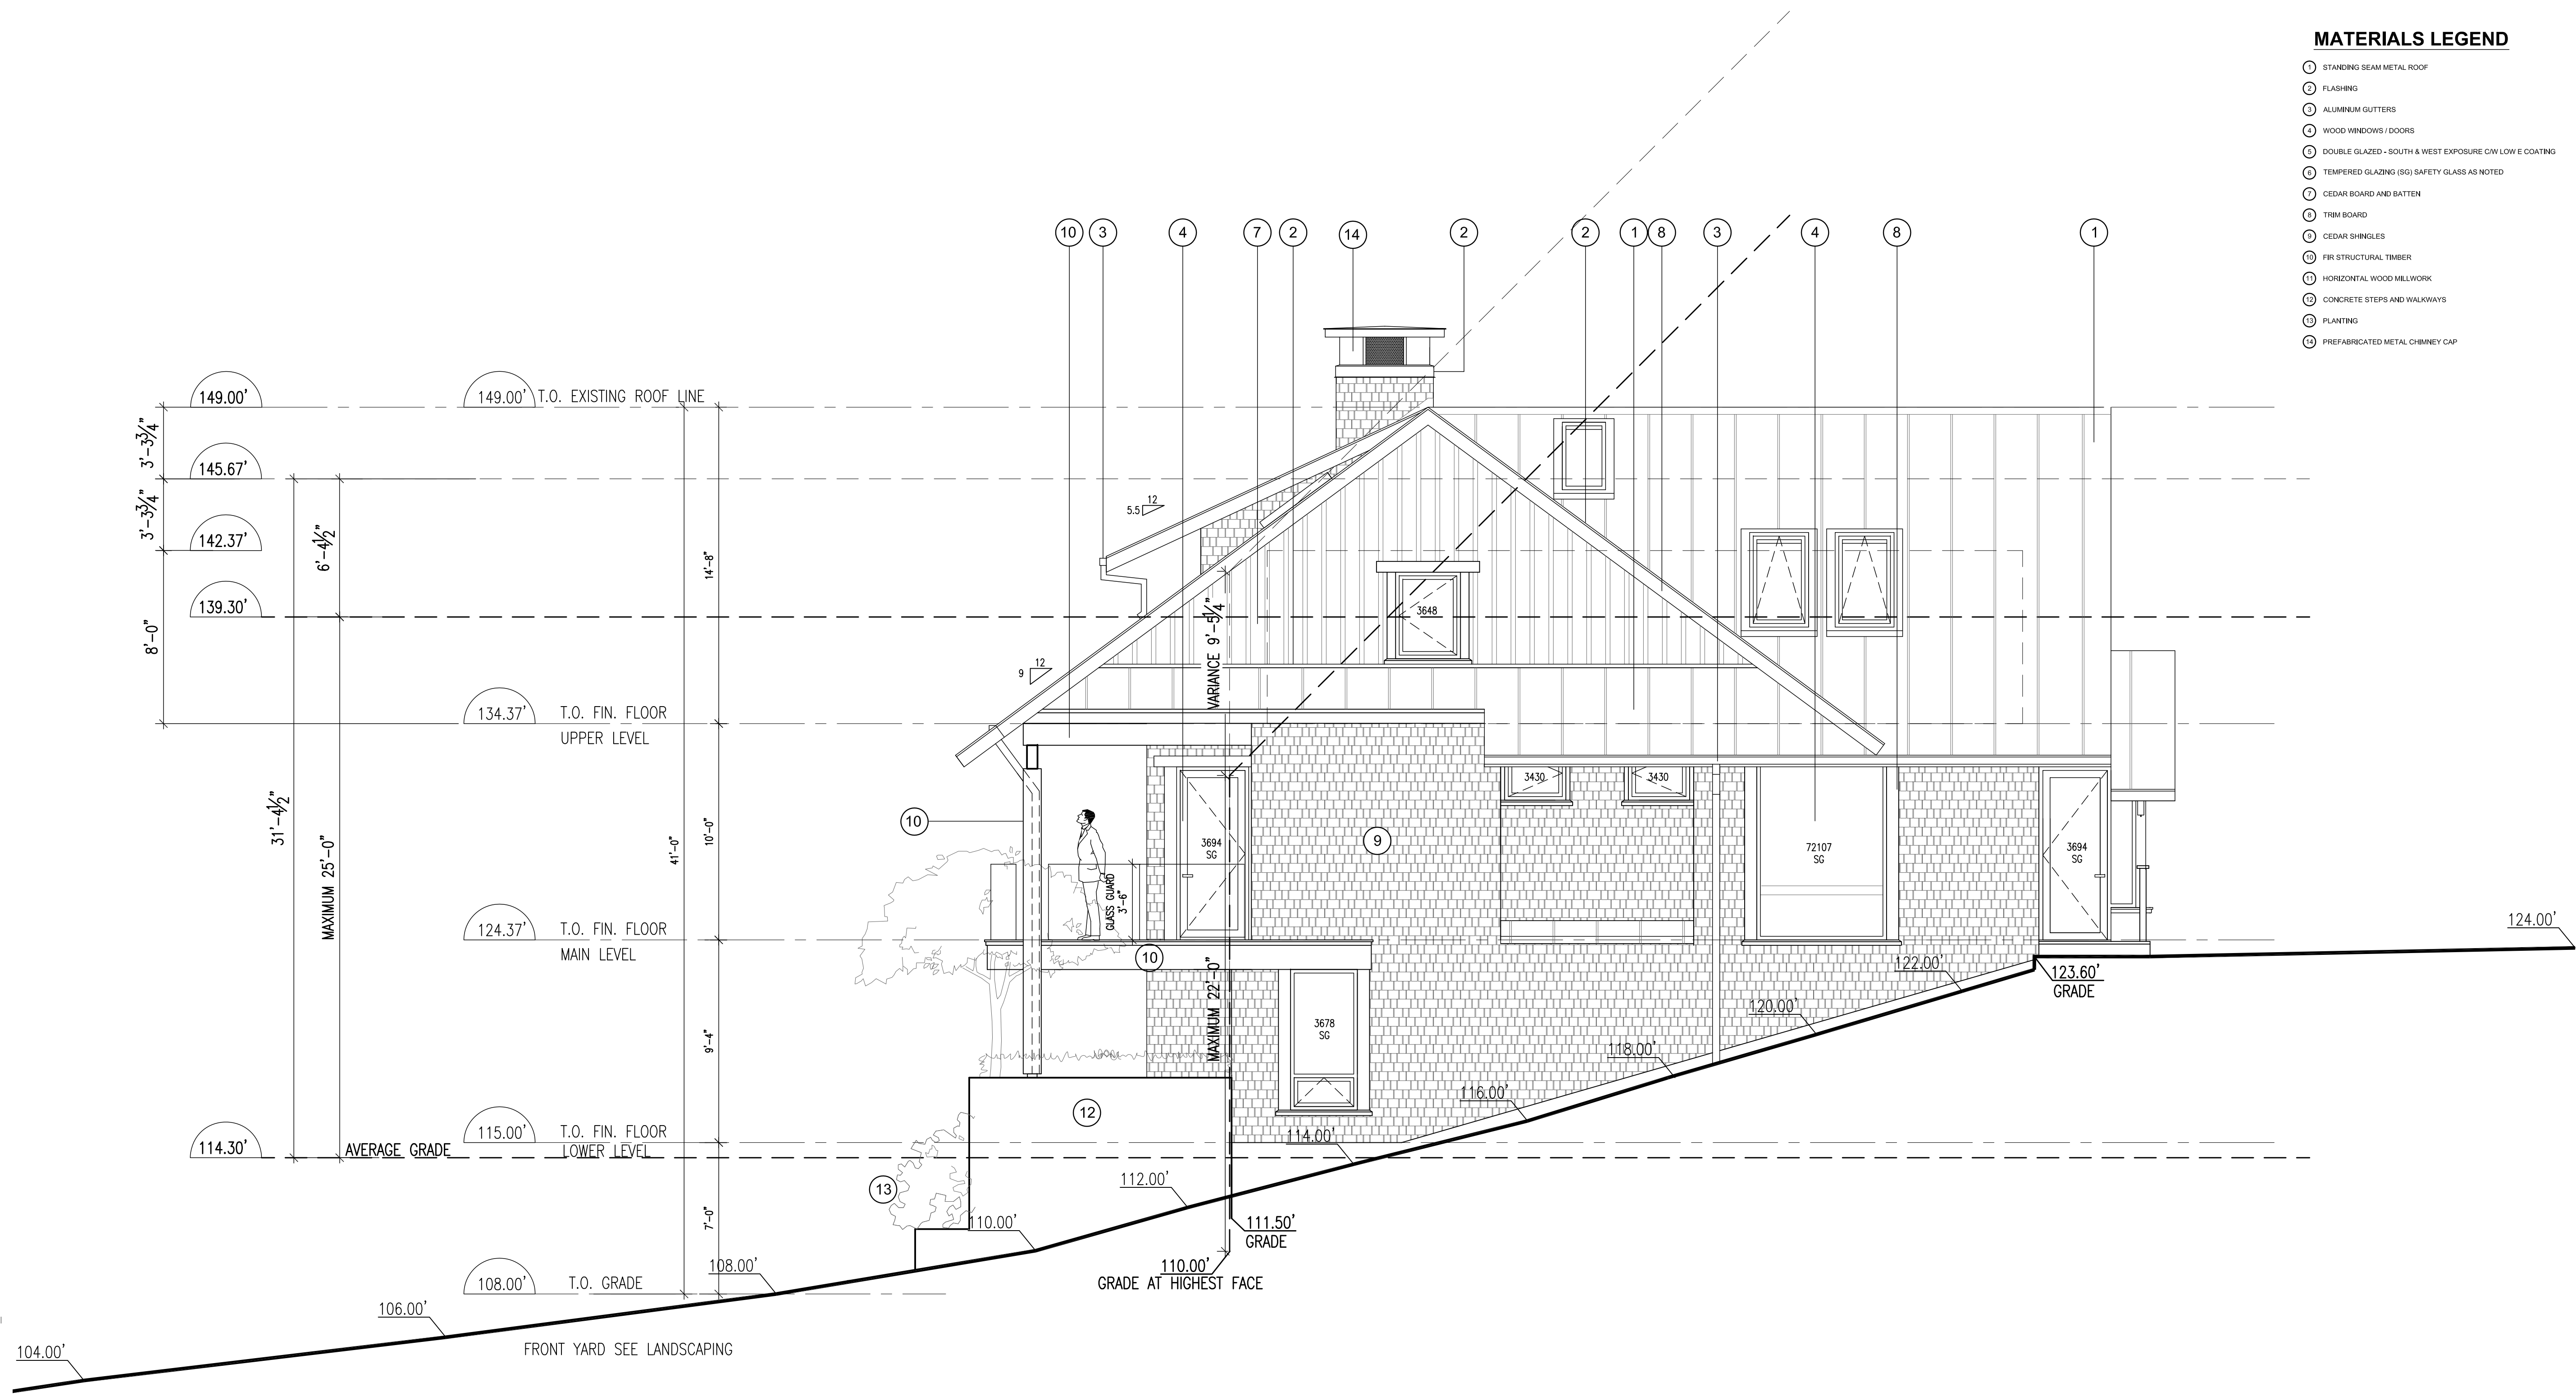 MATERIALS LEGEND
1 STANDING SEAM METAL ROOF
2 FLASHING
3 ALUMINUM GUTTERS
4 WOOD WINDOWS / DOORS
5 DOUBLE GLAZED - SOUTH & WEST EXPOSURE C/W LOW E COATING
6 TEMPERED GLAZING (SG) SAFETY GLASS AS NOTED
7 CEDAR BOARD AND BATTEN
8 TRIM BOARD
9 CEDAR SHINGLES
10 FIR STRUCTURAL TIMBER
11 HORIZONTAL WOOD MILLWORK
12 CONCRETE STEPS AND WALKWAYS
13 PLANTING
14 PREFABRICATED METAL CHIMNEY CAP
10 3 4 7 2 14 2 2 1 8 3 4 8 1
149.00' 149.00' T.O. EXISTING ROOF LINE
3'-3¾"
145.67'
3'-3¾"
142.37'
6'-4½"
139.30'
8'-0"
14'-8"
12
5.5
12
9
3648
VARIANCE 9'-5¼"
134.37' T.O. FIN. FLOOR
UPPER LEVEL
31'-4½"
MAXIMUM 25'-0"
41'-0"
10'-0"
10
3694
SG
GLASS GUARD
3'-6"
9
3430
3430
72107
SG
3694
SG
124.37' T.O. FIN. FLOOR
MAIN LEVEL
10
MAXIMUM 22'-0"
9'-4"
3678
SG
12
13
115.00' T.O. FIN. FLOOR
LOWER LEVEL
114.30' AVERAGE GRADE
7'-0"
108.00' T.O. GRADE
104.00'
106.00'
108.00'
110.00'
112.00'
114.00'
116.00'
118.00'
120.00'
122.00'
124.00'
123.60'
GRADE
111.50'
GRADE
110.00'
GRADE AT HIGHEST FACE
FRONT YARD SEE LANDSCAPING